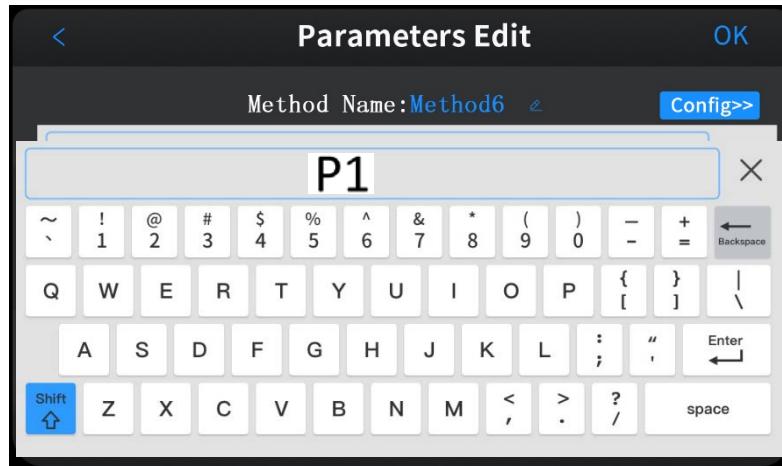 < Parameters Edit OK
Method Name:Method6 Config>>
P1 ×
~ ! @ # $ % ^ & * ( ) — +
` 1 2 3 4 5 6 7 8 9 0 - = Backspace
Q W E R T Y U I O P { [ } ] | \
A S D F G H J K L : ; " ' Enter
Shift Z X C V B N M < , > . ? / space